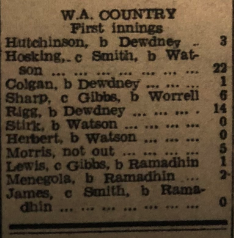 W.A. COUNTRY
First innings
Hutchinson, b Dewdney . 3
Hosking, c Smith, b Wat-
son ... ... ... ... ... ... 22
Colgan, b Dewdney ... ... 1
Sharp, c Gibbs, b Worrell 6
Rigg, b Dewdney ... ... ... 14
Stirk, b Watson ... ... ... 0
Herbert, b Watson ... ... 0
Morris, not out ... ... ... 5
Lewis, c Gibbs, b Ramadhin 1
Menegola, b Ramadhin ... 2
James, c Smith, b Rama-
dhin ... ... ... ... ... ... 0